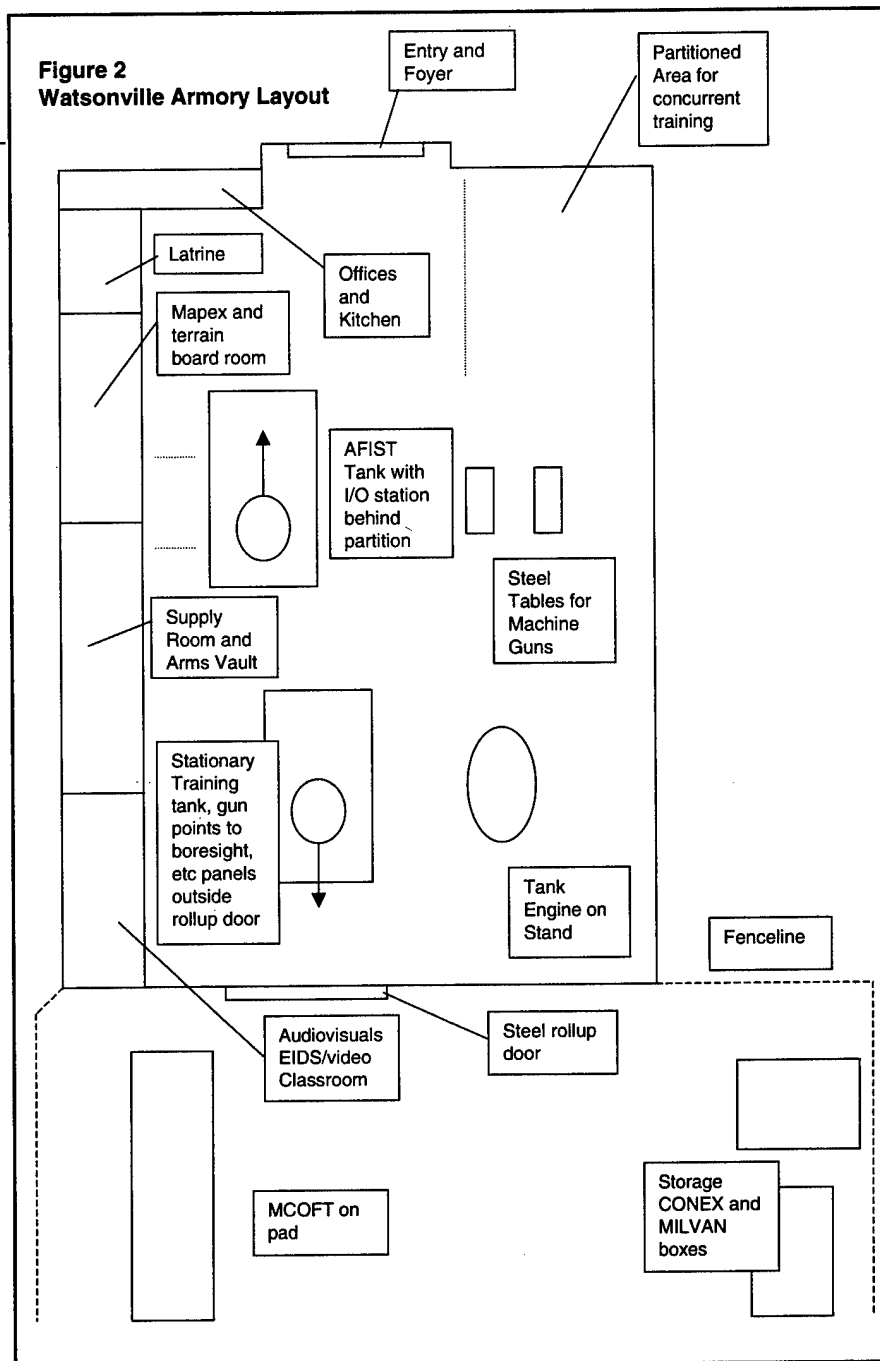 Figure 2
Watsonville Armory Layout
Entry and
Foyer
Partitioned
Area for
concurrent
training
Latrine
Offices
and
Kitchen
Mapex and
terrain
board room
AFIST
Tank with
I/O station
behind
partition
Steel
Tables for
Machine
Guns
Supply
Room and
Arms Vault
Stationary
Training
tank, gun
points to
boresight,
etc panels
outside
rollup door
Tank
Engine on
Stand
Fenceline
Audiovisuals
EIDS/video
Classroom
Steel rollup
door
MCOFT on
pad
Storage
CONEX and
MILVAN
boxes